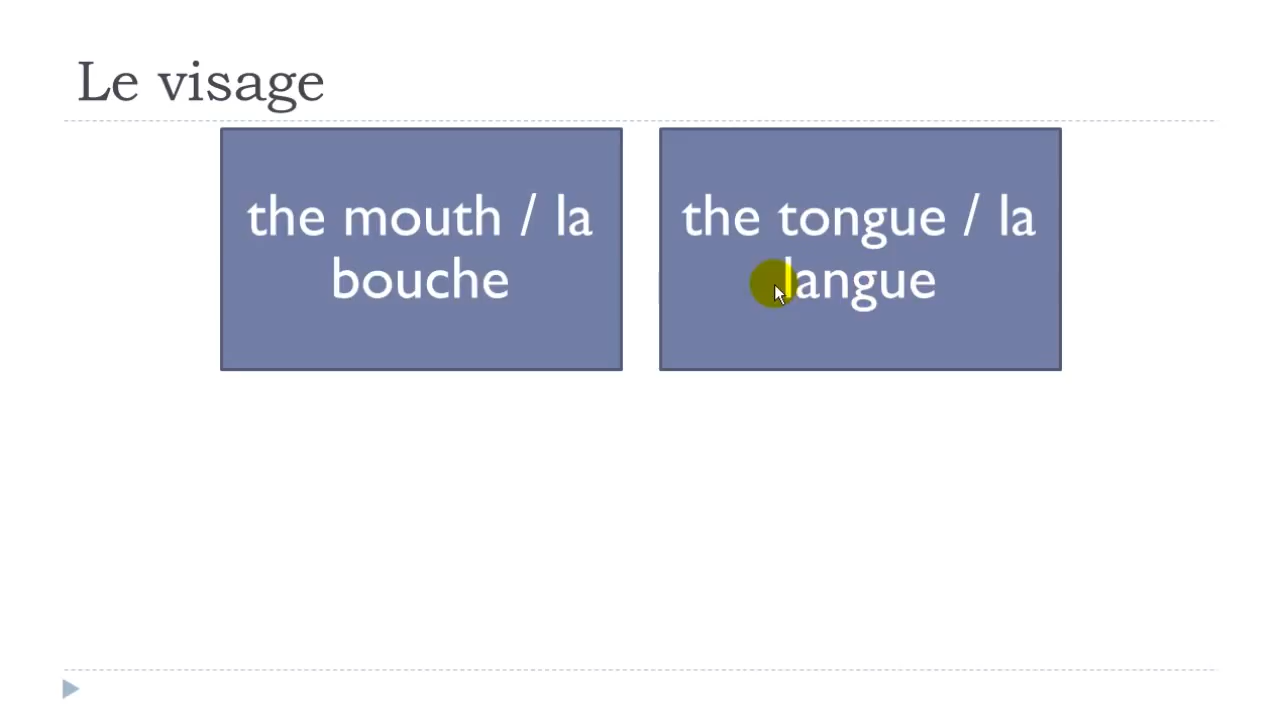 Le visage
the mouth / la
bouche
the tongue / la
langue